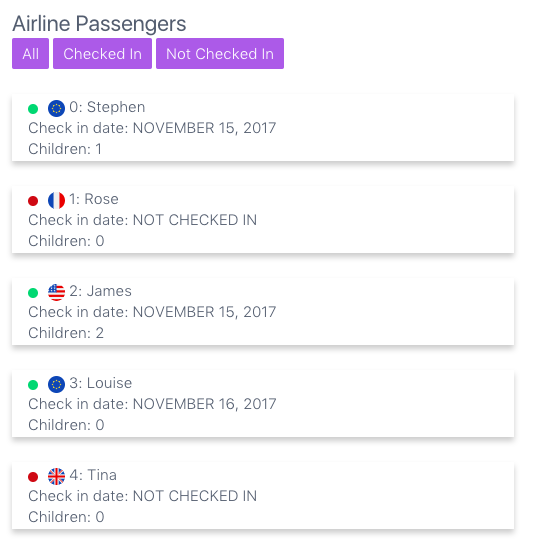 Airline Passengers
All Checked In Not Checked In
0: Stephen
Check in date: NOVEMBER 15, 2017
Children: 1
1: Rose
Check in date: NOT CHECKED IN
Children: 0
2: James
Check in date: NOVEMBER 15, 2017
Children: 2
3: Louise
Check in date: NOVEMBER 16, 2017
Children: 0
4: Tina
Check in date: NOT CHECKED IN
Children: 0